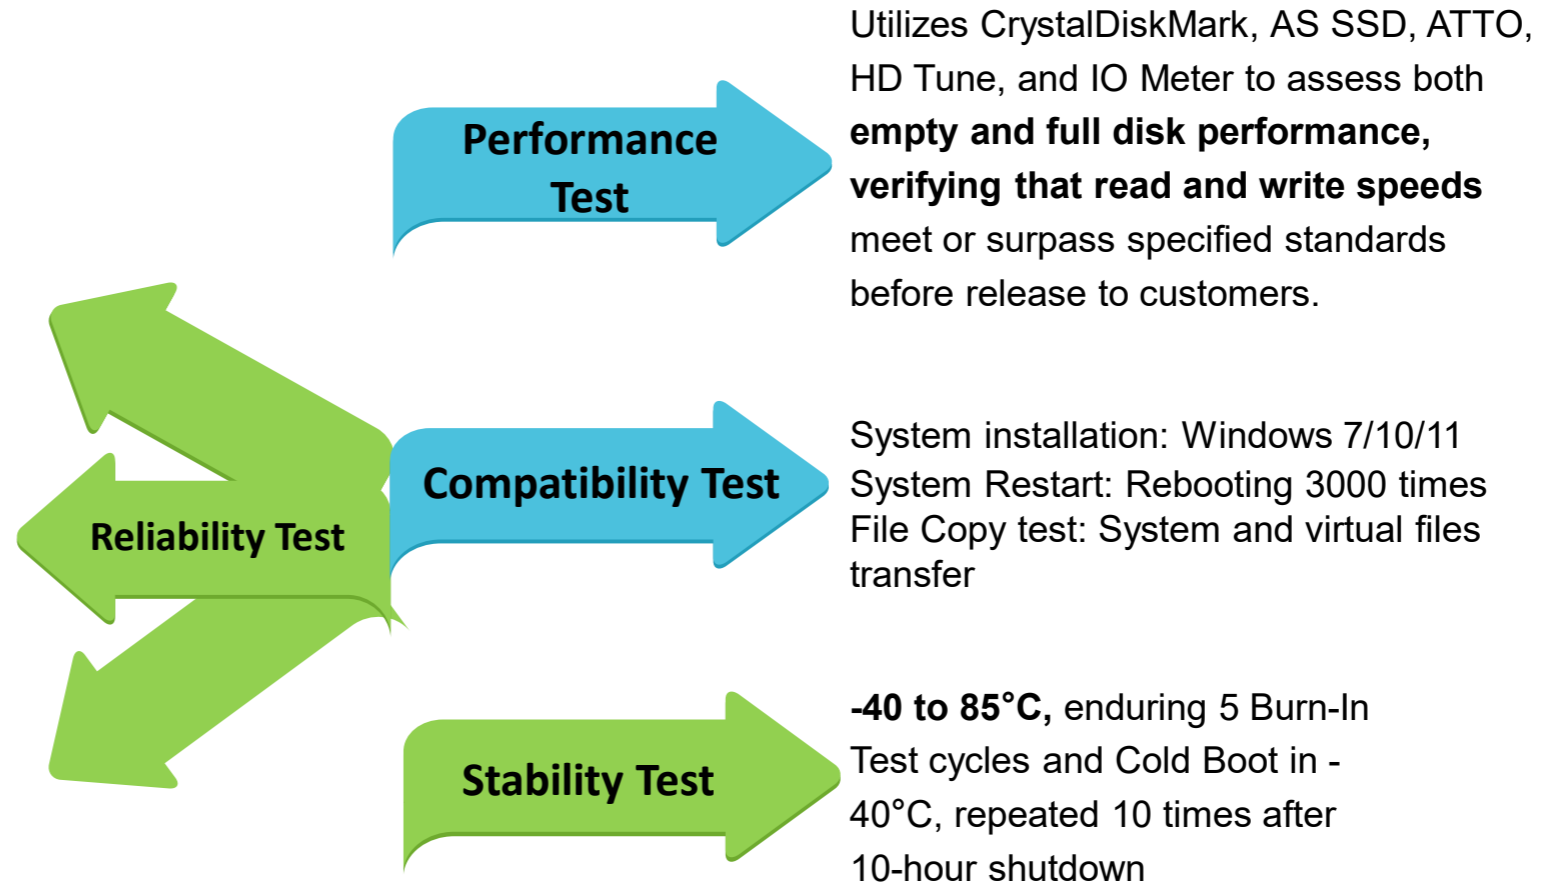 Utilizes CrystalDiskMark, AS SSD, ATTO,
HD Tune, and IO Meter to assess both
empty and full disk performance,
verifying that read and write speeds
meet or surpass specified standards
before release to customers.
Performance
Test
System installation: Windows 7/10/11
System Restart: Rebooting 3000 times
File Copy test: System and virtual files
transfer
Compatibility Test
Reliability Test
-40 to 85°C, enduring 5 Burn-In
Test cycles and Cold Boot in -
40°C, repeated 10 times after
10-hour shutdown
Stability Test